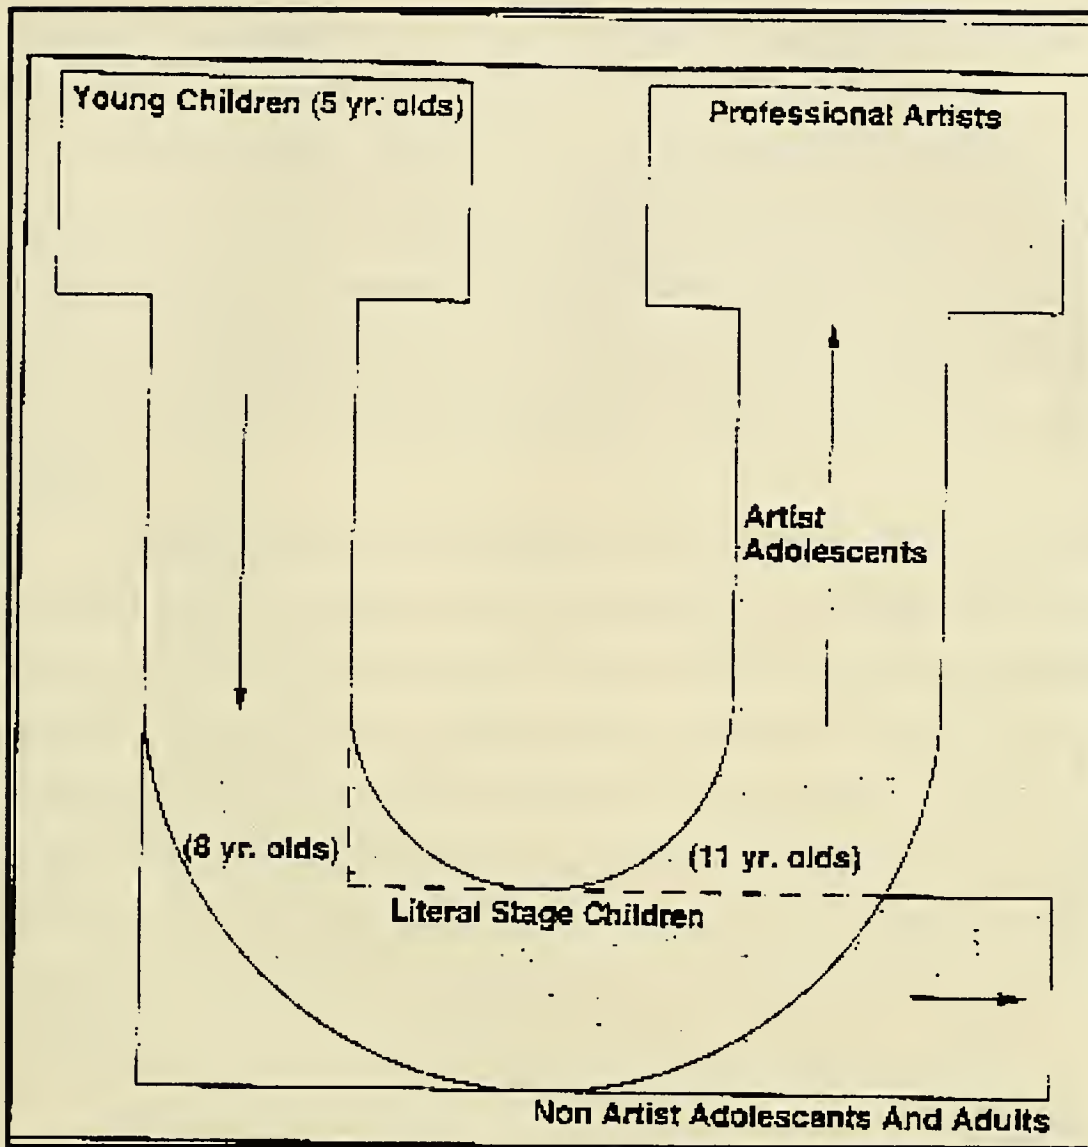 Young Children (5 yr. olds)
Professional Artists
Artist
Adolescents
(8 yr. olds)
(11 yr. olds)
Literal Stage Children
Non Artist Adolescants And Adults